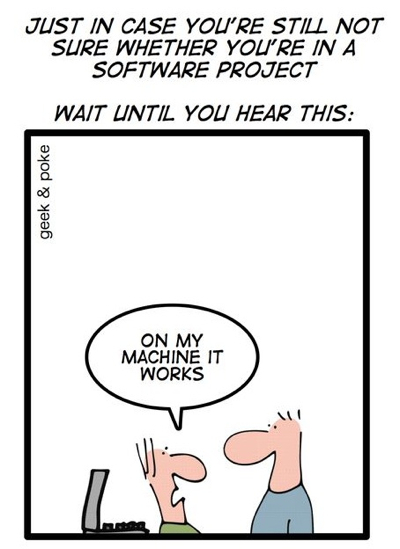 JUST IN CASE YOU'RE STILL NOT
SURE WHETHER YOU'RE IN A
SOFTWARE PROJECT
WAIT UNTIL YOU HEAR THIS:
geek & poke
ON MY
MACHINE IT
WORKS